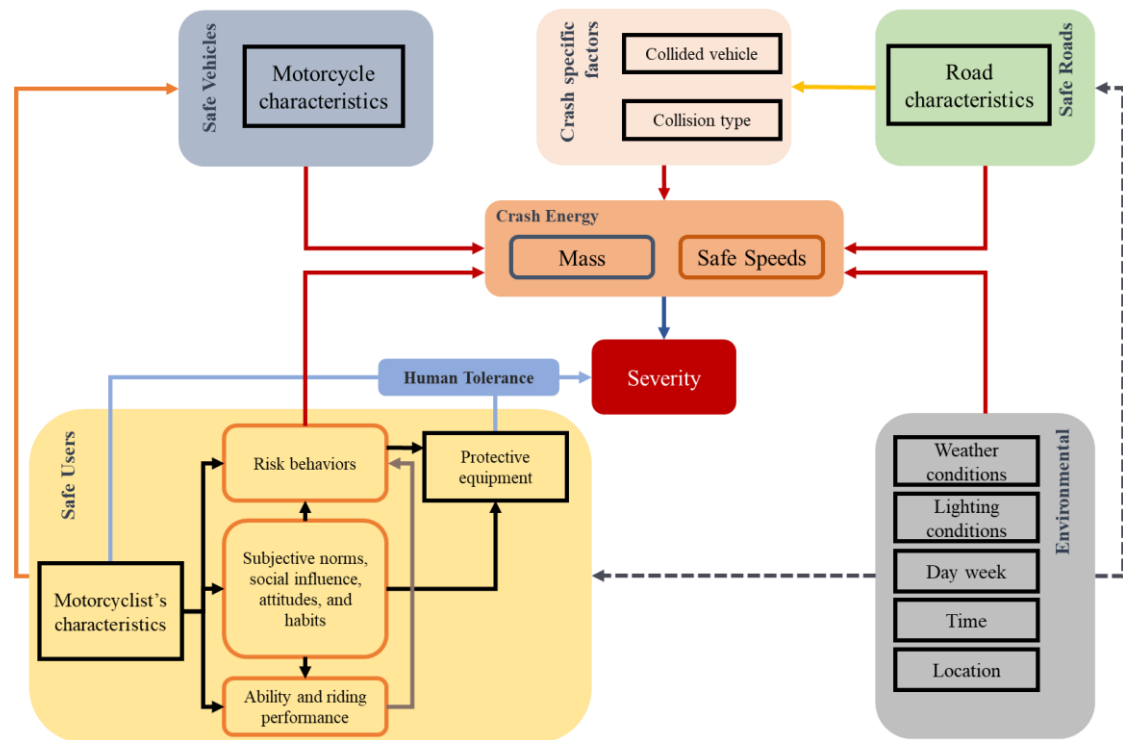 Safe Vehicles
Motorcycle
characteristics
Crash specific
factors
Collided vehicle
Collision type
Road
characteristics
Safe Roads
Crash Energy
Mass
Safe Speeds
Human Tolerance
Severity
Safe Users
Risk behaviors
Protective
equipment
Subjective norms,
social influence,
attitudes, and
habits
Motorcyclist's
characteristics
Ability and riding
performance
Weather
conditions
Lighting
conditions
Day week
Time
Location
Environmental